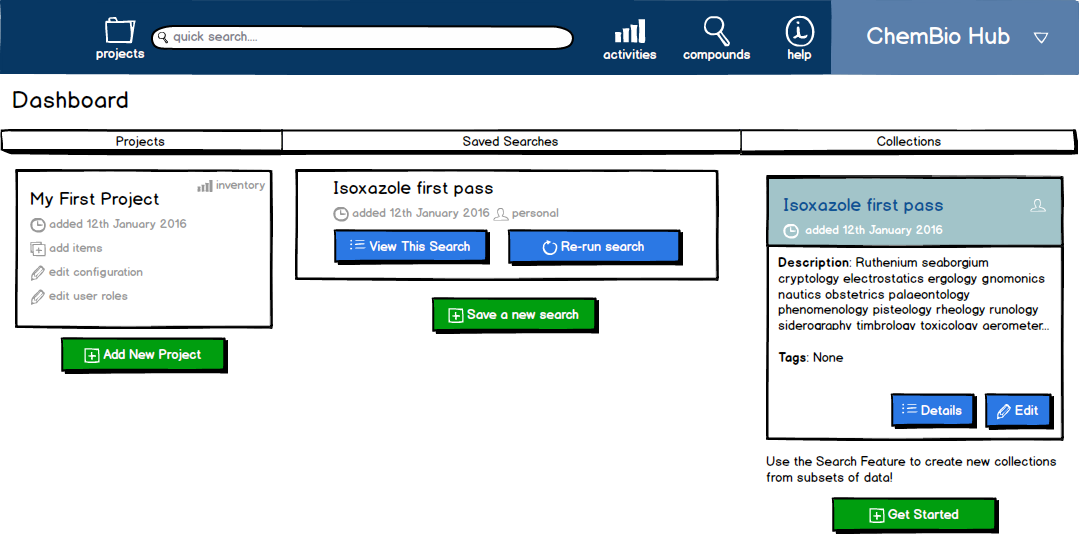 projects
quick search....
activities
compounds
help
ChemBio Hub
Dashboard
Projects
Saved Searches
Collections
My First Project
inventory
added 12th January 2016
add items
edit configuration
edit user roles
Add New Project
Isoxazole first pass
added 12th January 2016 personal
View This Search
Re-run search
Save a new search
Isoxazole first pass
added 12th January 2016
Description: Ruthenium seaborgium
cryptology electrostatics ergology gnomonics
nautics obstetrics palaeontology
phenomenology pisteology rheology runology
siderography timbrology toxicology aerometer...
Tags: None
Details
Edit
Use the Search Feature to create new collections
from subsets of data!
Get Started